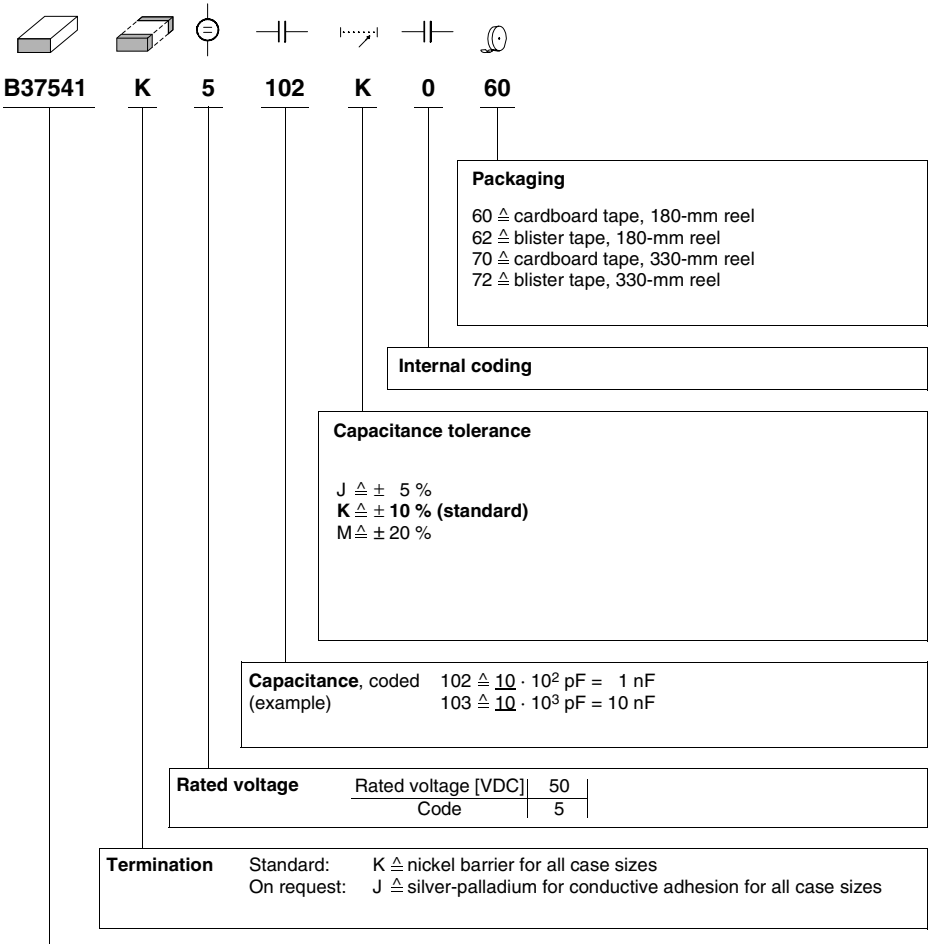 B37541 K 5 102 K 0 60
Packaging
60 ≙ cardboard tape, 180-mm reel
62 ≙ blister tape, 180-mm reel
70 ≙ cardboard tape, 330-mm reel
72 ≙ blister tape, 330-mm reel
Internal coding
Capacitance tolerance
J ≙ ± 5 %
K ≙ ± 10 % (standard)
M ≙ ± 20 %
Capacitance, coded 102 ≙ 10 · 10² pF = 1 nF
(example) 103 ≙ 10 · 10³ pF = 10 nF
Rated voltage Rated voltage [VDC] 50
Code 5
Termination Standard: K ≙ nickel barrier for all case sizes
On request: J ≙ silver-palladium for conductive adhesion for all case sizes